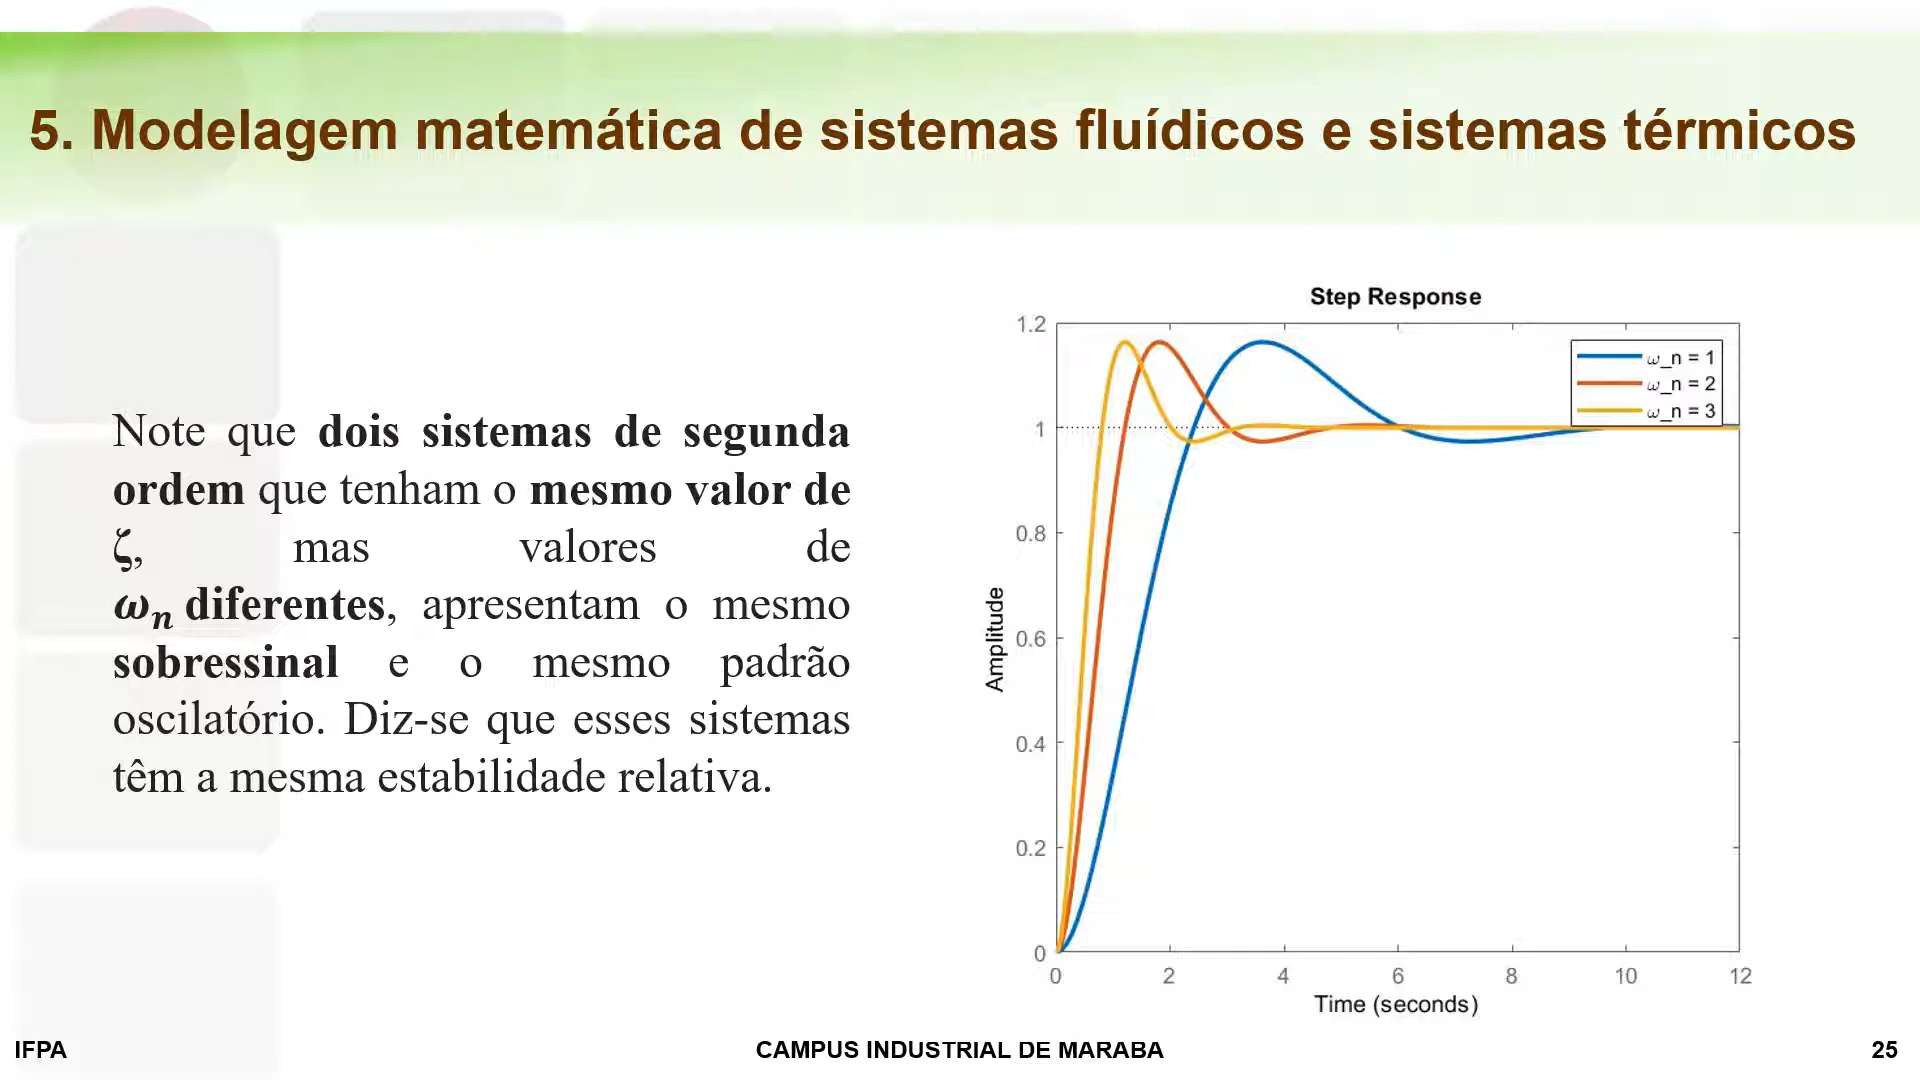 5. Modelagem matemática de sistemas fluídicos e sistemas térmicos
Note que dois sistemas de segunda
ordem que tenham o mesmo valor de
ζ, mas valores de
ωn diferentes, apresentam o mesmo
sobressinal e o mesmo padrão
oscilatório. Diz-se que esses sistemas
têm a mesma estabilidade relativa.
Step Response
1.2
1
0.8
0.6
0.4
0.2
0
Amplitude
ω_n = 1
ω_n = 2
ω_n = 3
0 2 4 6 8 10 12
Time (seconds)
IFPA
CAMPUS INDUSTRIAL DE MARABA
25